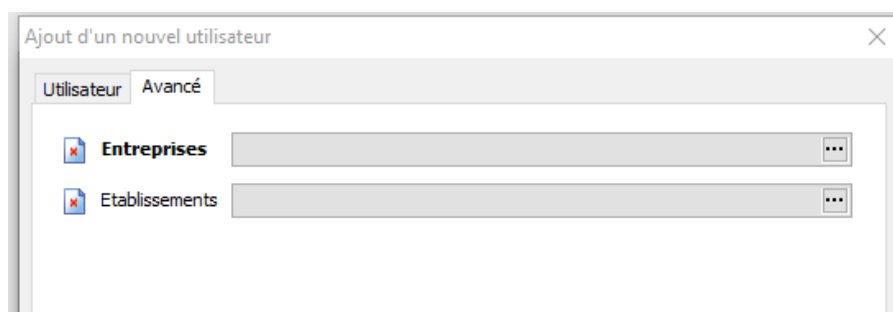 Ajout d'un nouvel utilisateur
Utilisateur Avancé
Entreprises ...
Etablissements ...